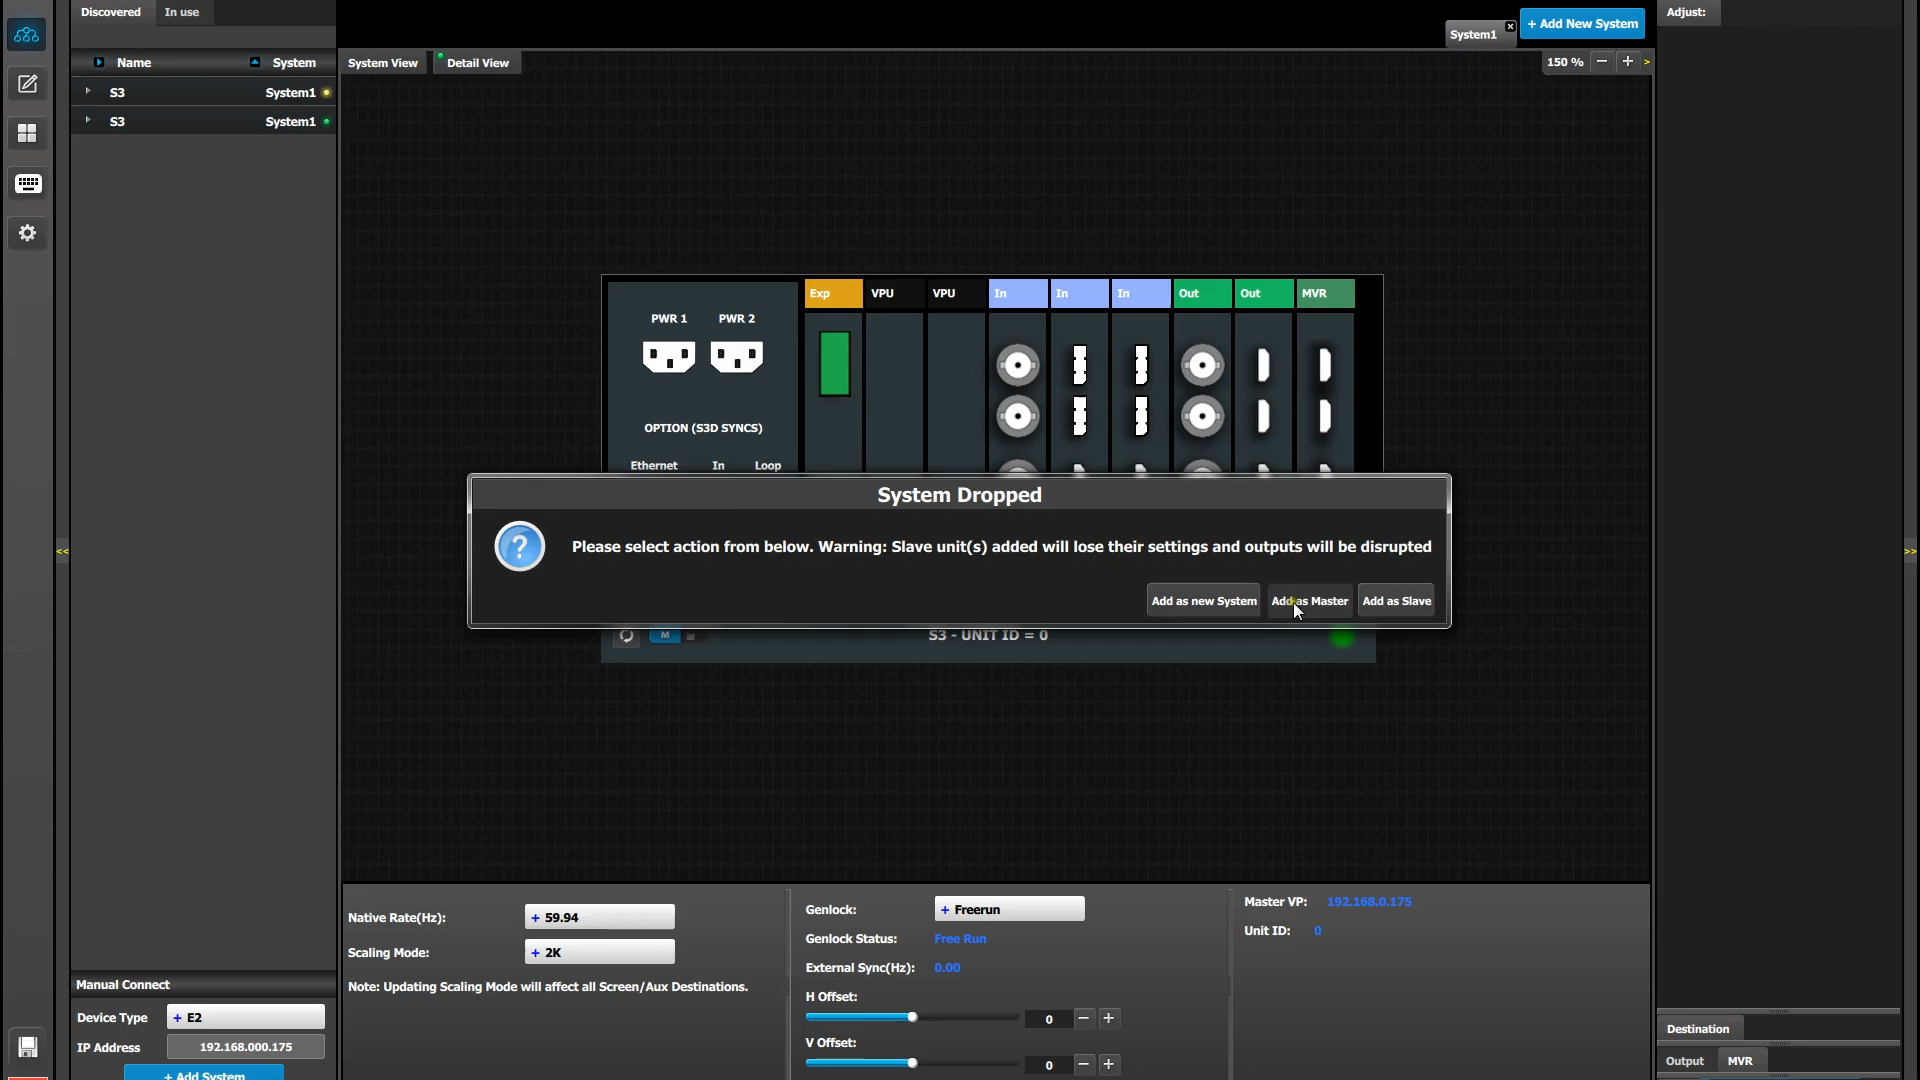 Discovered
In use
Adjust:
System1
+ Add New System
Name
System
System View
Detail View
150 %
S3
System1
S3
System1
Exp
VPU
VPU
In
In
In
Out
Out
MVR
PWR 1
PWR 2
OPTION (S3D SYNCS)
Ethernet
In
Loop
System Dropped
Please select action from below. Warning: Slave unit(s) added will lose their settings and outputs will be disrupted
Add as new System
Add as Master
Add as Slave
M
S3 - UNIT ID = 0
<<
>>
Native Rate(Hz):
+ 59.94
Scaling Mode:
+ 2K
Note: Updating Scaling Mode will affect all Screen/Aux Destinations.
Genlock:
+ Freerun
Genlock Status:
Free Run
External Sync(Hz):
0.00
H Offset:
0
V Offset:
0
Master VP:
192.168.0.175
Unit ID:
0
Manual Connect
Device Type
+ E2
IP Address
192.168.000.175
+ Add System
Destination
Output
MVR